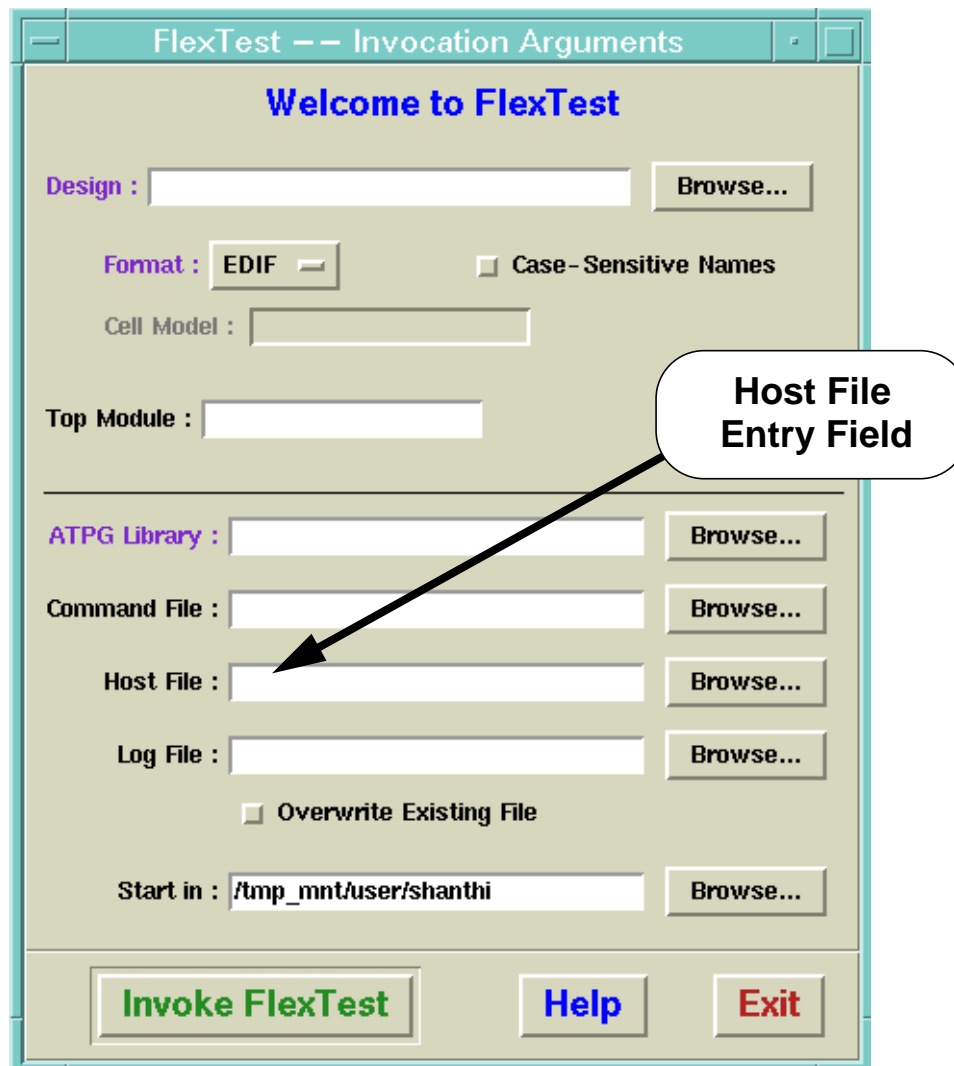 FlexTest –– Invocation Arguments
Welcome to FlexTest
Design : Browse...
Format : EDIF Case-Sensitive Names
Cell Model :
Host File
Entry Field
Top Module :
ATPG Library : Browse...
Command File : Browse...
Host File : Browse...
Log File : Browse...
Overwrite Existing File
Start in : /tmp_mnt/user/shanthi Browse...
Invoke FlexTest Help Exit